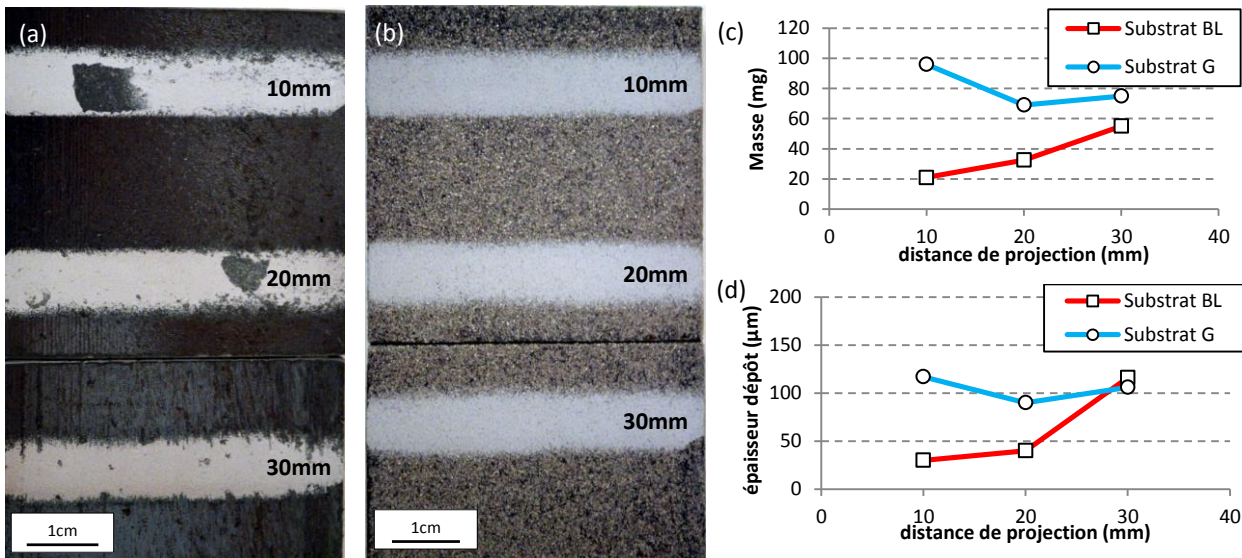 (a)
10mm
20mm
30mm
1cm
(b)
10mm
20mm
30mm
1cm
(c)
Masse (mg)
120
100
80
60
40
20
0
0 10 20 30 40
distance de projection (mm)
Substrat BL
Substrat G
(d)
épaisseur dépôt (µm)
200
150
100
50
0
0 10 20 30 40
distance de projection (mm)
Substrat BL
Substrat G